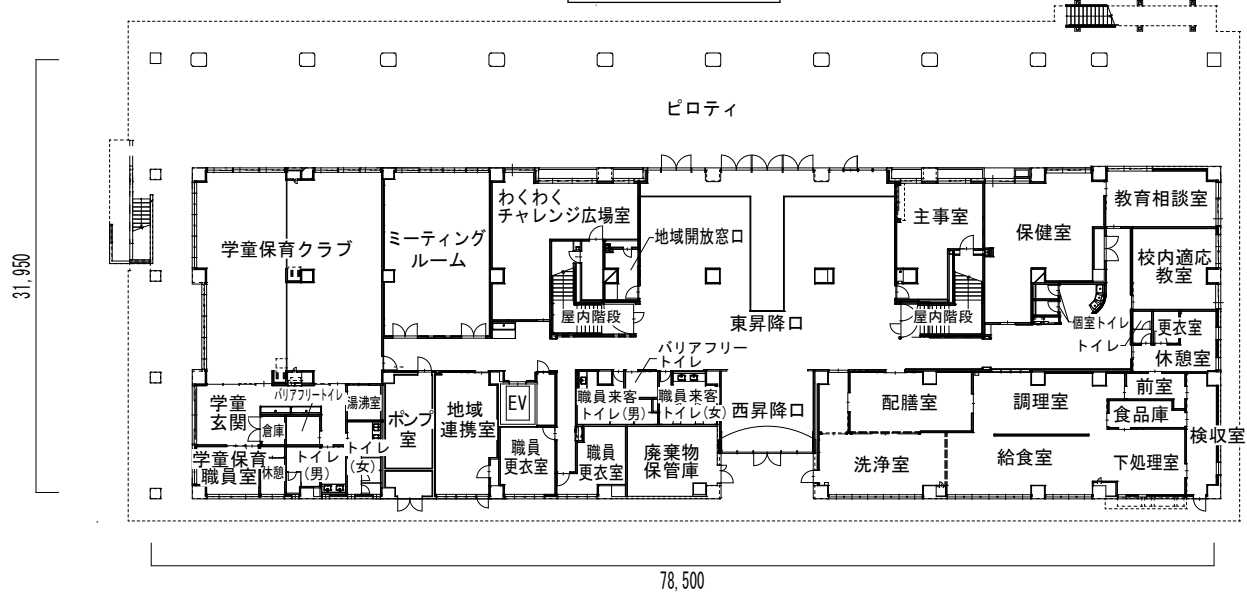 ピロティ
31,950
学童保育クラブ
ミーティング
ルーム
わくわく
チャレンジ広場室
地域開放窓口
屋内階段
東昇降口
主事室
屋内階段
保健室
教育相談室
校内適応
教室
個室トイレ
トイレ
更衣室
休憩室
学童
玄関
バリアフリートイレ
湯沸室
倉庫
学童保育
職員室
休憩
トイレ
(男)
トイレ
(女)
ポンプ
室
地域
連携室
EV
職員
更衣室
バリアフリー
トイレ
職員来客
トイレ(男)
職員来客
トイレ(女)
職員
更衣室
廃棄物
保管庫
西昇降口
配膳室
洗浄室
調理室
給食室
前室
食品庫
下処理室
検収室
78,500